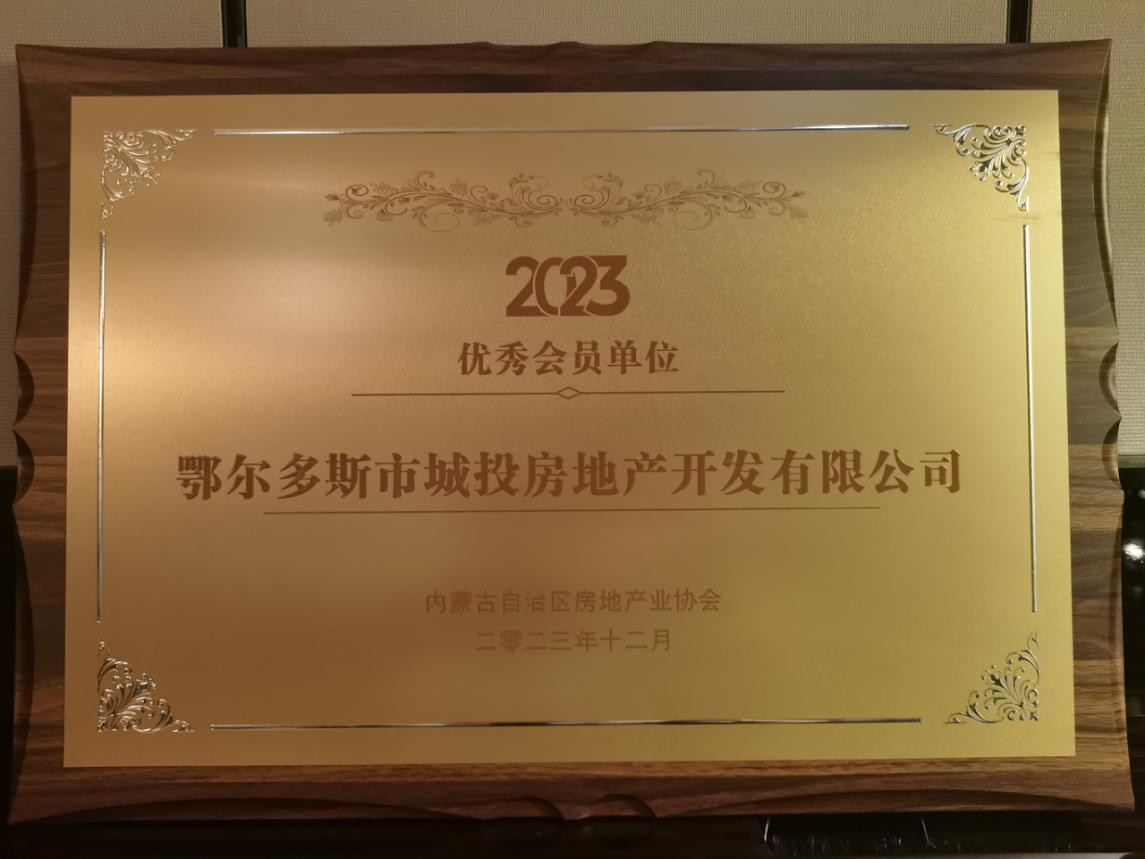 2023
优秀会员单位
鄂尔多斯市城投房地产开发有限公司
内蒙古自治区房地产业协会
二零二三年十二月